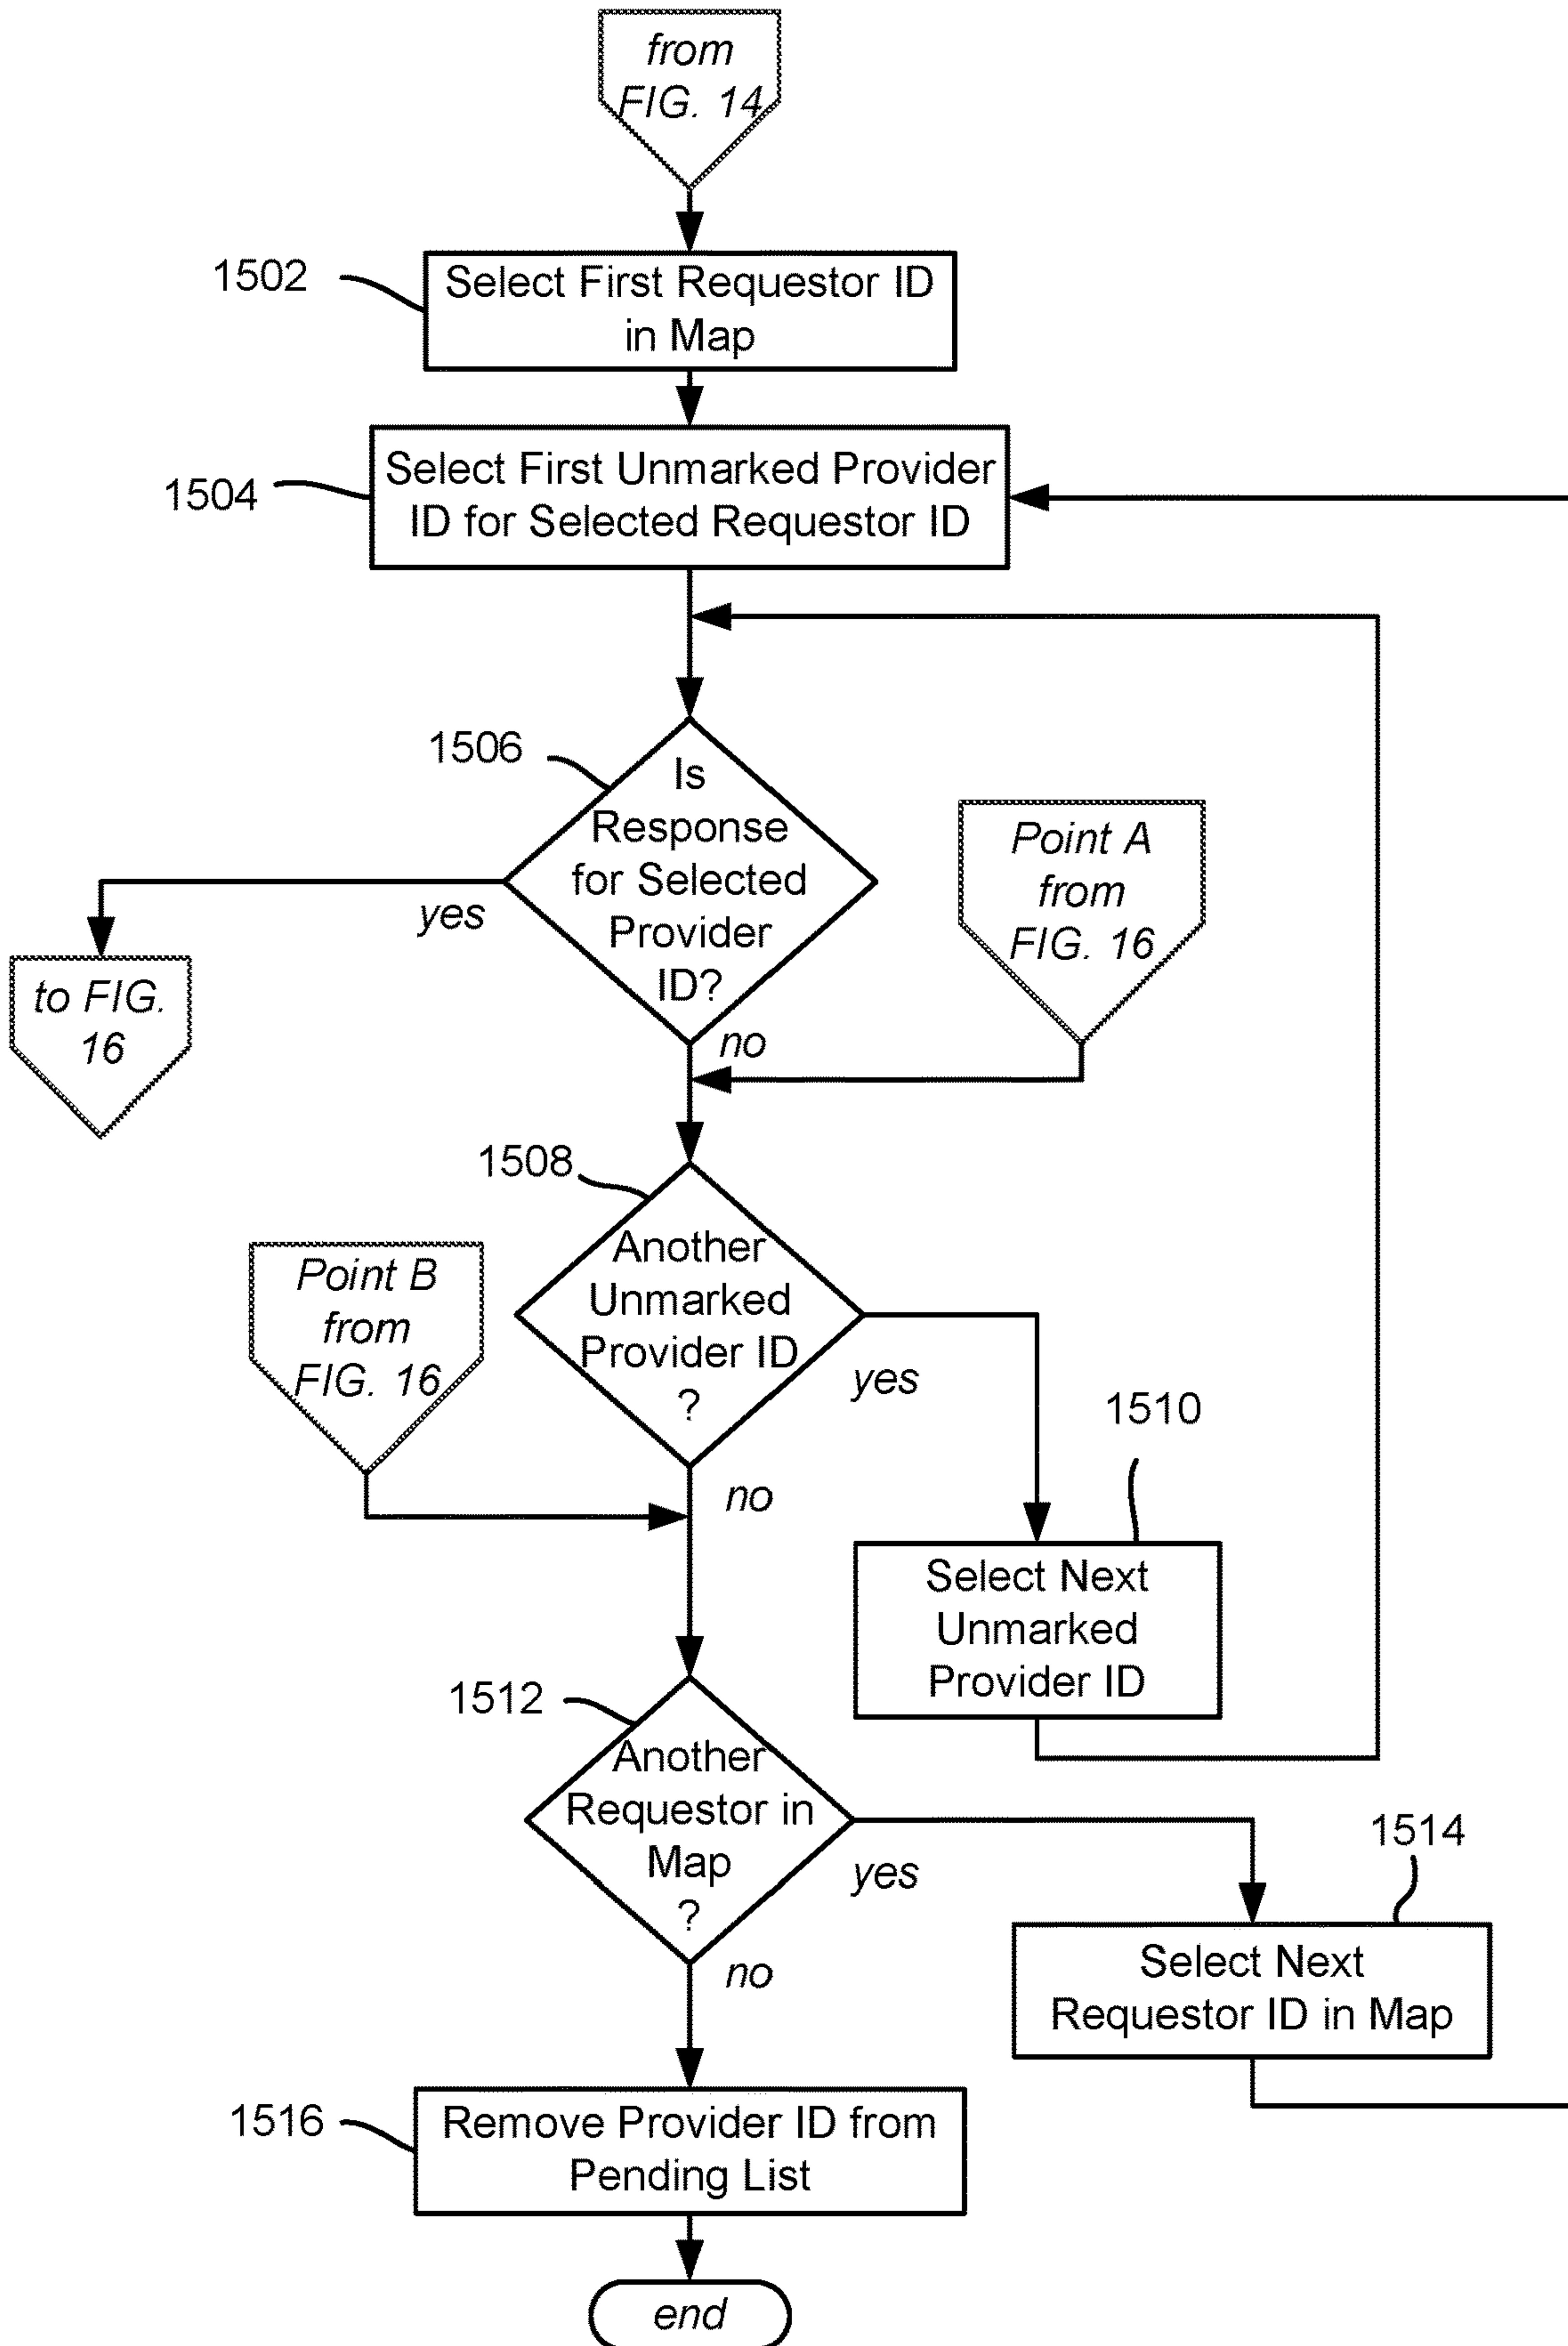 from
FIG. 14
1502
Select First Requestor ID
in Map
1504
Select First Unmarked Provider
ID for Selected Requestor ID
1506
Is
Response
for Selected
Provider
ID?
yes
no
to FIG.
16
Point A
from
FIG. 16
1508
Another
Unmarked
Provider ID
?
yes
no
Point B
from
FIG. 16
1510
Select Next
Unmarked
Provider ID
1512
Another
Requestor in
Map
?
yes
no
1514
Select Next
Requestor ID in Map
1516
Remove Provider ID from
Pending List
end